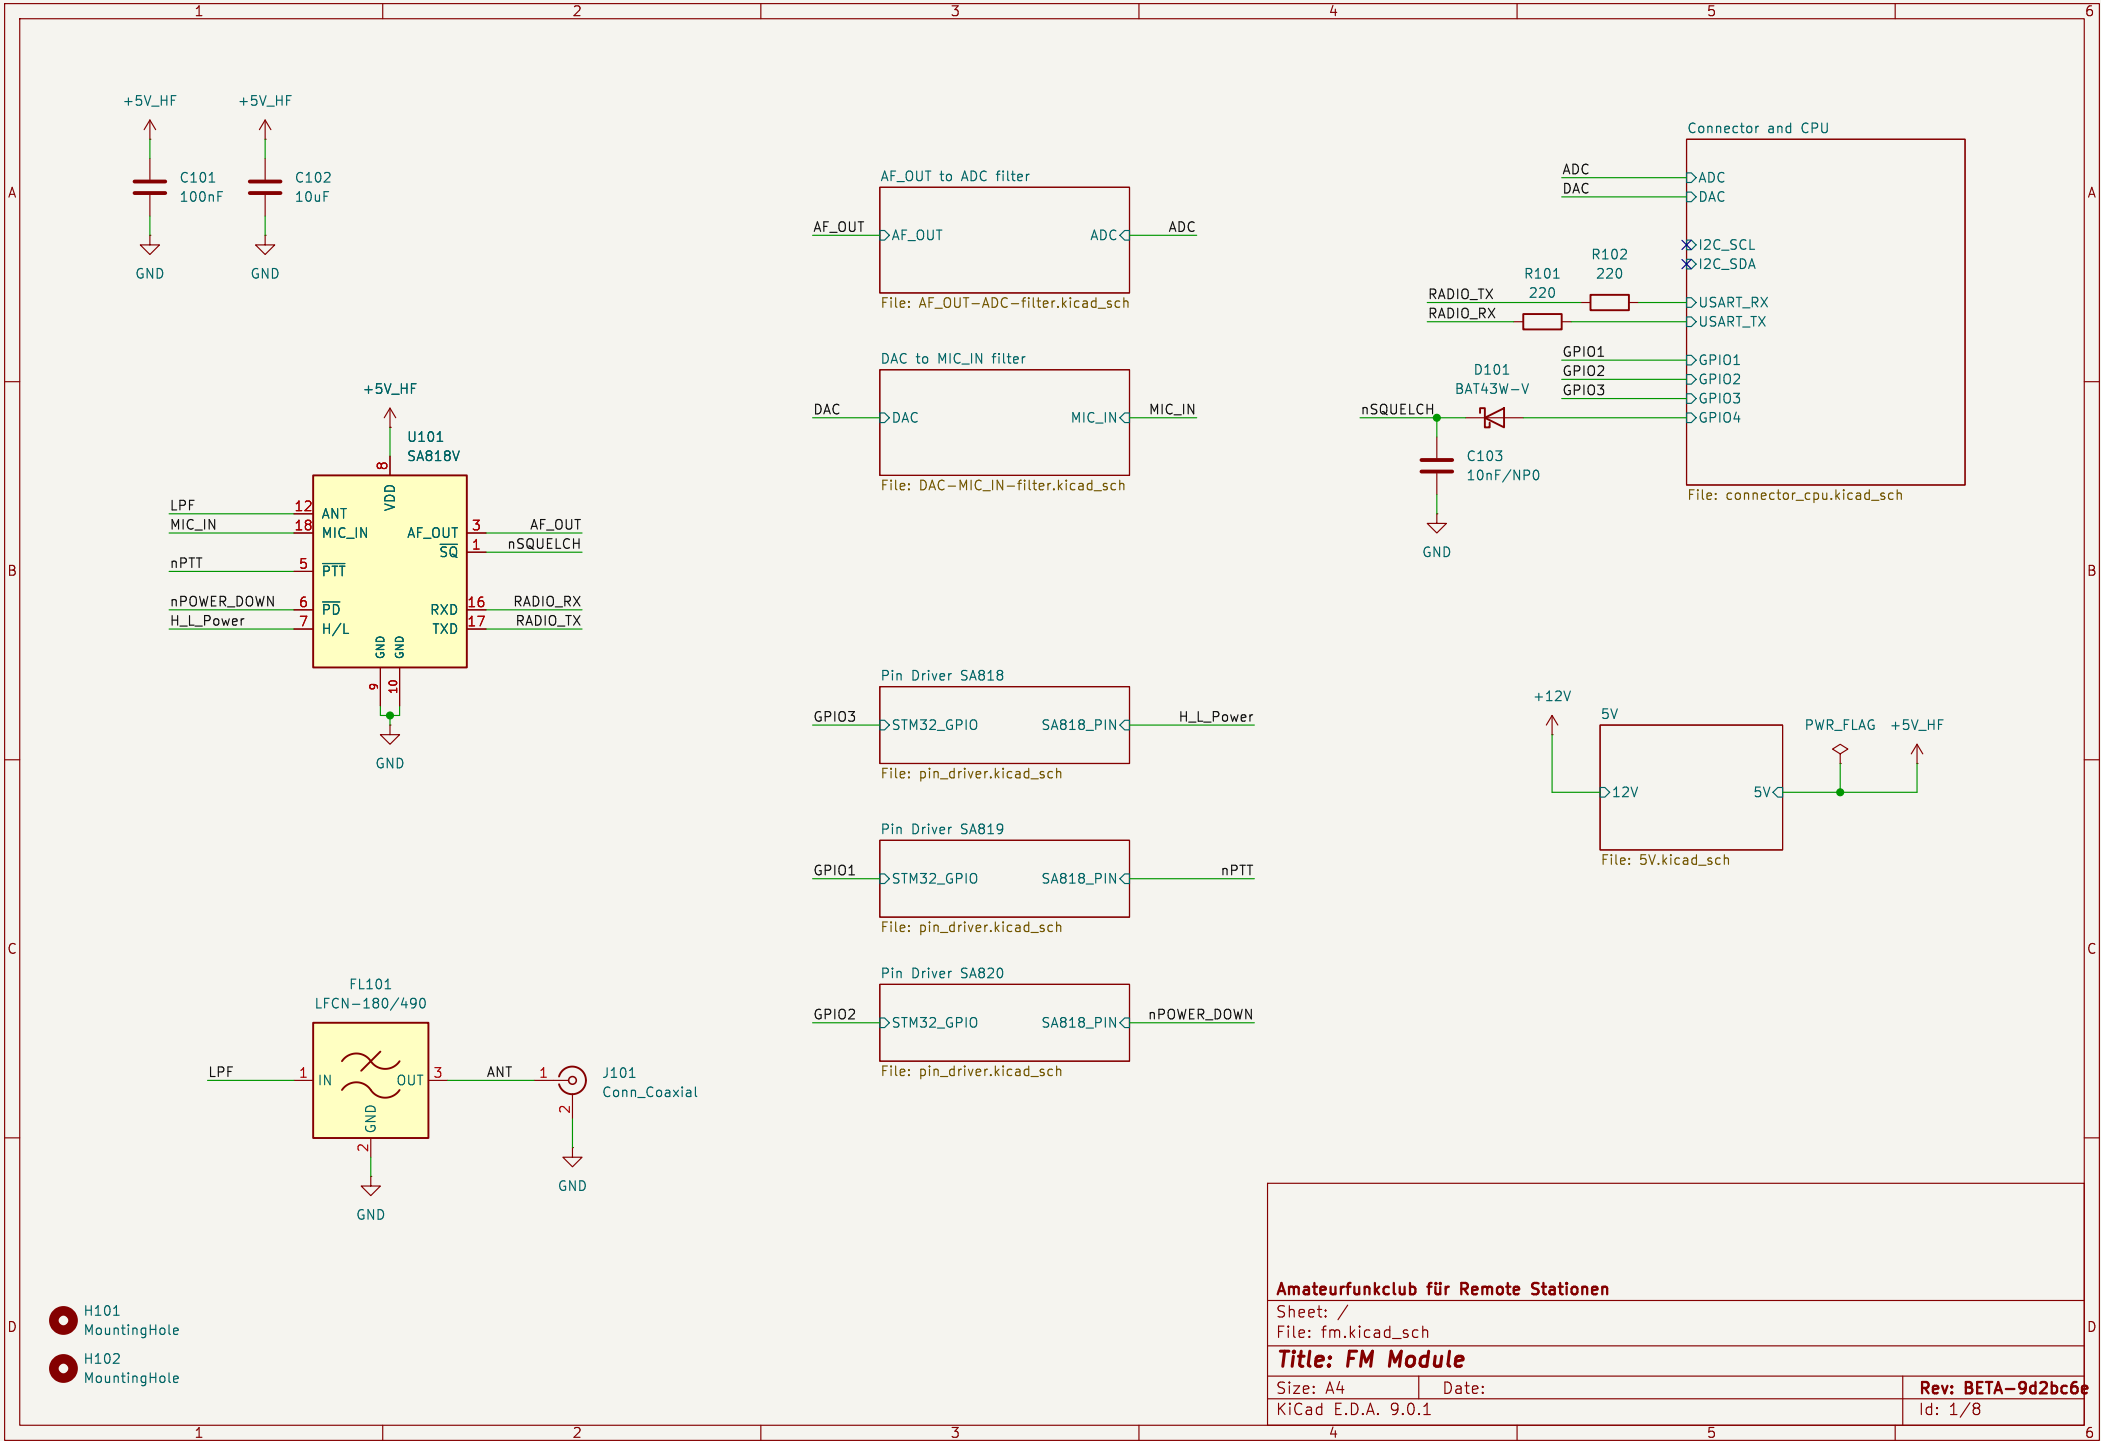 1 2 3 4 5 6
A A
B B
C C
D D
1 2 3 4 5 6
+5V_HF
C101
100nF
GND
+5V_HF
C102
10uF
GND
+5V_HF
U101
SA818V
8
VDD
LPF 12 ANT
MIC_IN 18 MIC_IN
nPTT 5 PTT
nPOWER_DOWN 6 PD
H_L_Power 7 H/L
AF_OUT 3 AF_OUT
SQ 1 nSQUELCH
RXD 16 RADIO_RX
TXD 17 RADIO_TX
GND GND
9 10
GND
FL101
LFCN-180/490
LPF 1 IN OUT 3 ANT 1
GND
2
GND
J101
Conn_Coaxial
2
GND
H101
MountingHole
H102
MountingHole
AF_OUT to ADC filter
AF_OUT AF_OUT ADC ADC
File: AF_OUT-ADC-filter.kicad_sch
DAC to MIC_IN filter
DAC DAC MIC_IN MIC_IN
File: DAC-MIC_IN-filter.kicad_sch
Pin Driver SA818
GPIO3 STM32_GPIO SA818_PIN H_L_Power
File: pin_driver.kicad_sch
Pin Driver SA819
GPIO1 STM32_GPIO SA818_PIN nPTT
File: pin_driver.kicad_sch
Pin Driver SA820
GPIO2 STM32_GPIO SA818_PIN nPOWER_DOWN
File: pin_driver.kicad_sch
Connector and CPU
ADC ADC
DAC DAC
I2C_SCL
I2C_SDA
R102
220
R101
220
RADIO_TX USART_RX
RADIO_RX USART_TX
GPIO1 GPIO1
GPIO2 GPIO2
GPIO3 GPIO3
D101
BAT43W-V
nSQUELCH GPIO4
C103
10nF/NP0
GND
File: connector_cpu.kicad_sch
+12V
5V
PWR_FLAG +5V_HF
12V 5V
File: 5V.kicad_sch
Amateurfunkclub für Remote Stationen
Sheet: /
File: fm.kicad_sch
Title: FM Module
Size: A4 Date: Rev: BETA-9d2bc6e
KiCad E.D.A. 9.0.1 Id: 1/8